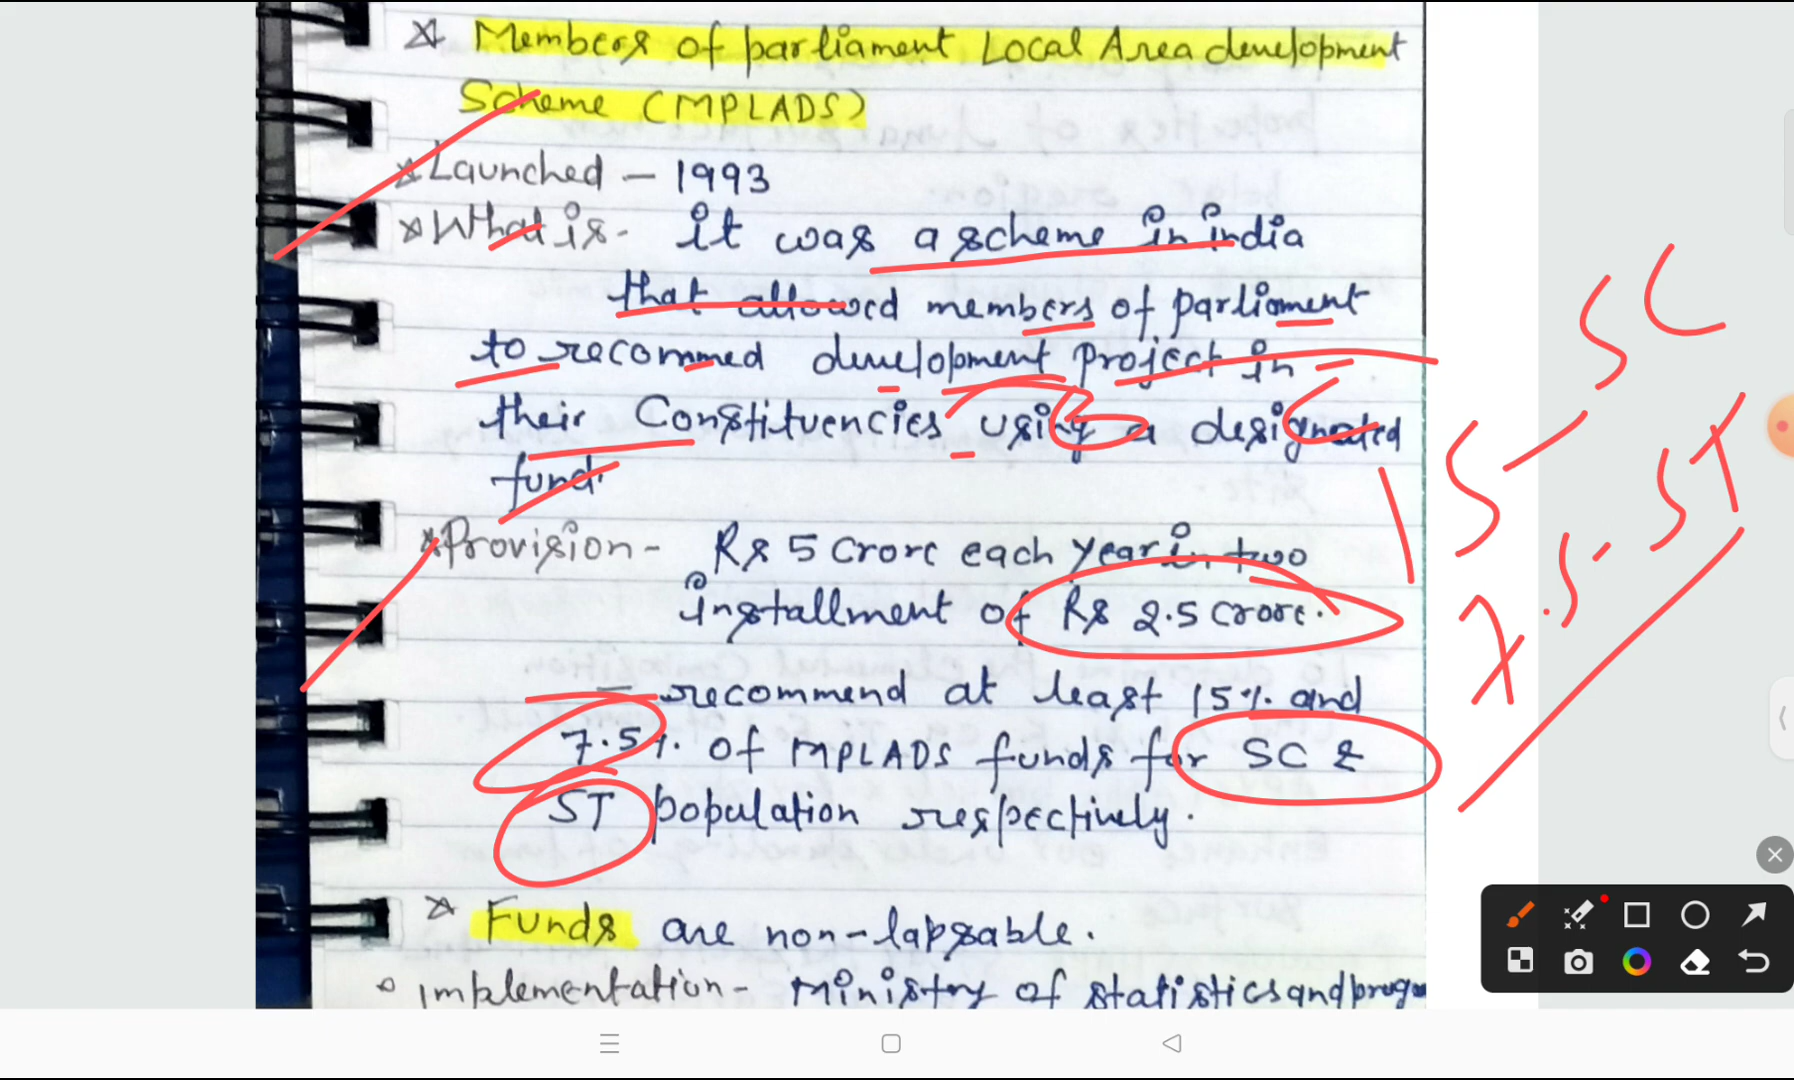 Members of parliament Local Area development
Scheme (MPLADS)
Launched - 1993
What is - it was a scheme in india
that allowed members of parliament
to recommed development project in
their Constituencies using a designated
fund.
Provision - Rs 5 crore each year in two
installment of Rs 2.5 crore.
- recommend at least 15% and
7.5% of MPLADS funds for SC &
ST population respectively.
Funds are non-lapsable.
implementation - ministry of statistics and progra
15 - SC
7.5 - ST